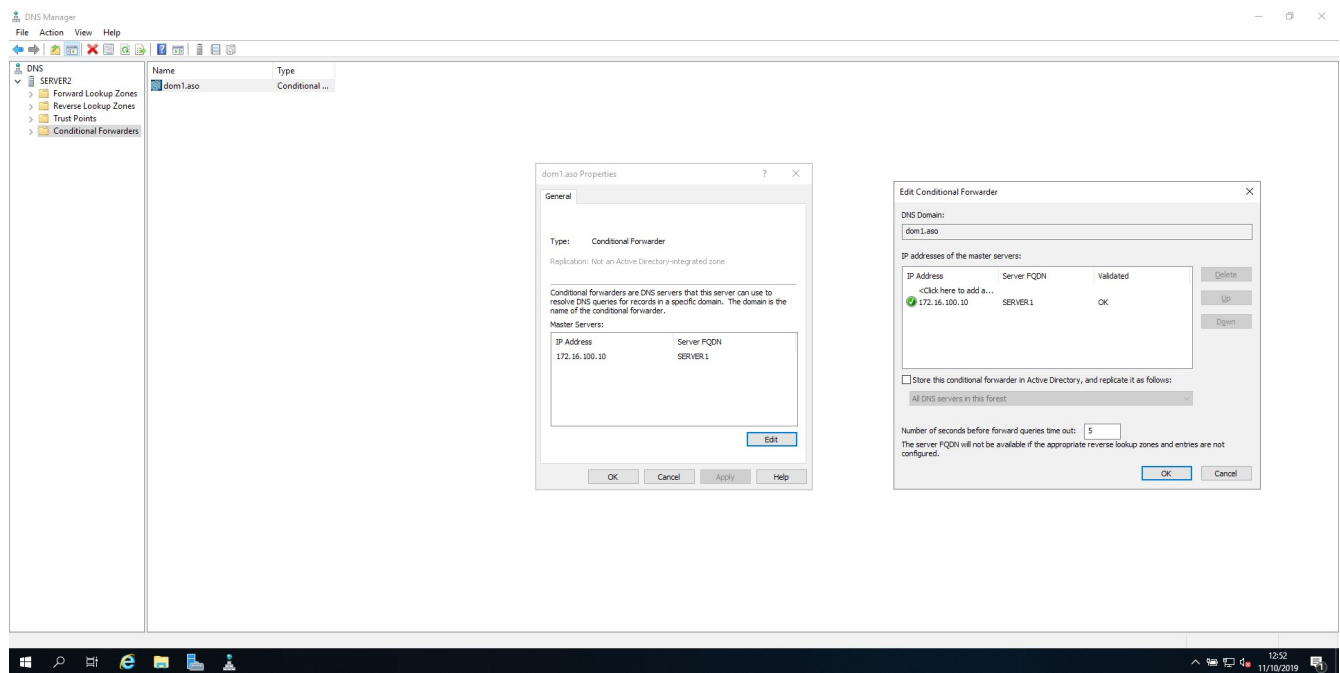 DNS Manager
File Action View Help
DNS
SERVER2
Forward Lookup Zones
Reverse Lookup Zones
Trust Points
Conditional Forwarders
Name Type
dom1.aso Conditional ...
dom1.aso Properties
General
Type: Conditional Forwarder
Replication: Not an Active Directory-integrated zone
Conditional forwarders are DNS servers that this server can use to
resolve DNS queries for records in a specific domain. The domain is the
name of the conditional forwarder.
Master Servers:
IP Address Server FQDN
172.16.100.10 SERVER1
Edit
OK Cancel Apply Help
Edit Conditional Forwarder
DNS Domain:
dom1.aso
IP addresses of the master servers:
IP Address Server FQDN Validated
<Click here to add a...
172.16.100.10 SERVER1 OK
Delete
Up
Down
Store this conditional forwarder in Active Directory, and replicate it as follows:
All DNS servers in this forest
Number of seconds before forward queries time out: 5
The server FQDN will not be available if the appropriate reverse lookup zones and entries are not
configured.
OK Cancel
12:52
11/10/2019